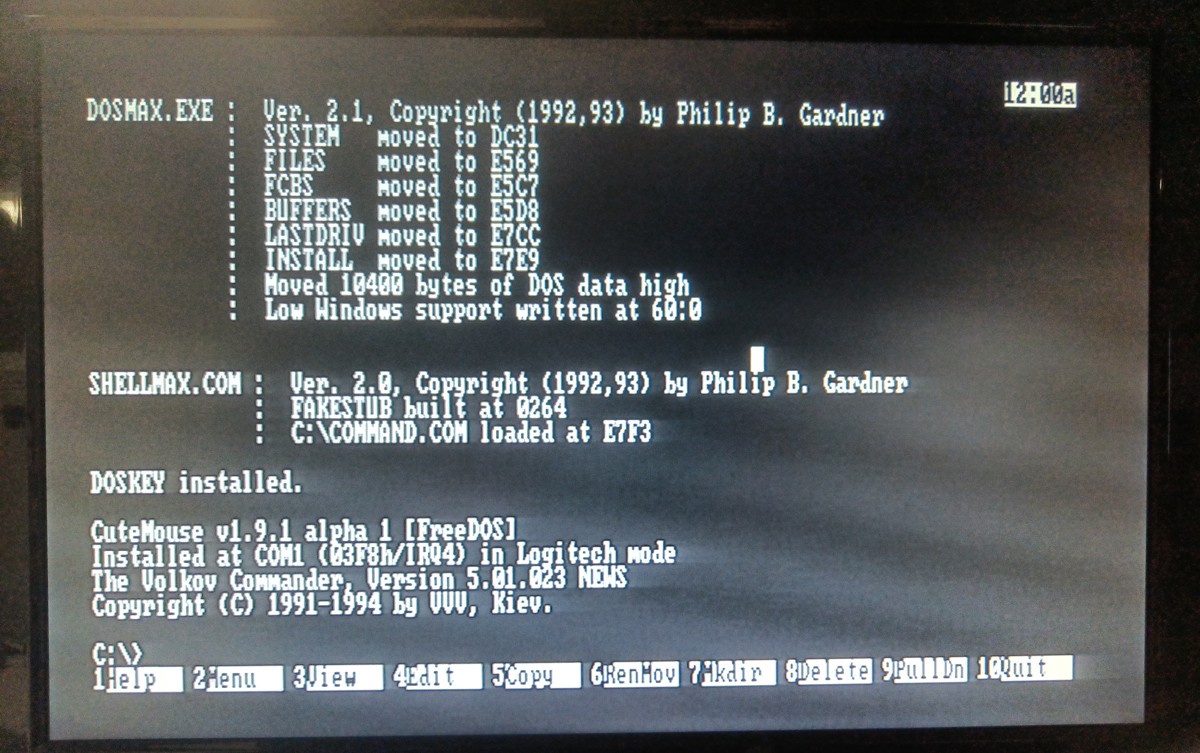 12:00a
DOSMAX.EXE :  Ver. 2.1, Copyright (1992,93) by Philip B. Gardner
           :  SYSTEM   moved to DC31
           :  FILES    moved to E569
           :  FCBS     moved to E5C7
           :  BUFFERS  moved to E5D8
           :  LASTDRIV moved to E7CC
           :  INSTALL  moved to E7E9
           :  Moved 10400 bytes of DOS data high
           :  Low Windows support written at 60:0
SHELLMAX.COM :  Ver. 2.0, Copyright (1992,93) by Philip B. Gardner
             :  FAKESTUB built at 0264
             :  C:\COMMAND.COM loaded at E7F3
DOSKEY installed.
CuteMouse v1.9.1 alpha 1 [FreeDOS]
Installed at COM1 (03F8h/IRQ4) in Logitech mode
The Volkov Commander, Version 5.01.023 NEWS
Copyright (C) 1991-1994 by VVV, Kiev.
C:\>
1Help 2Menu 3View 4Edit 5Copy 6RenMov 7Mkdir 8Delete 9PullDn 10Quit